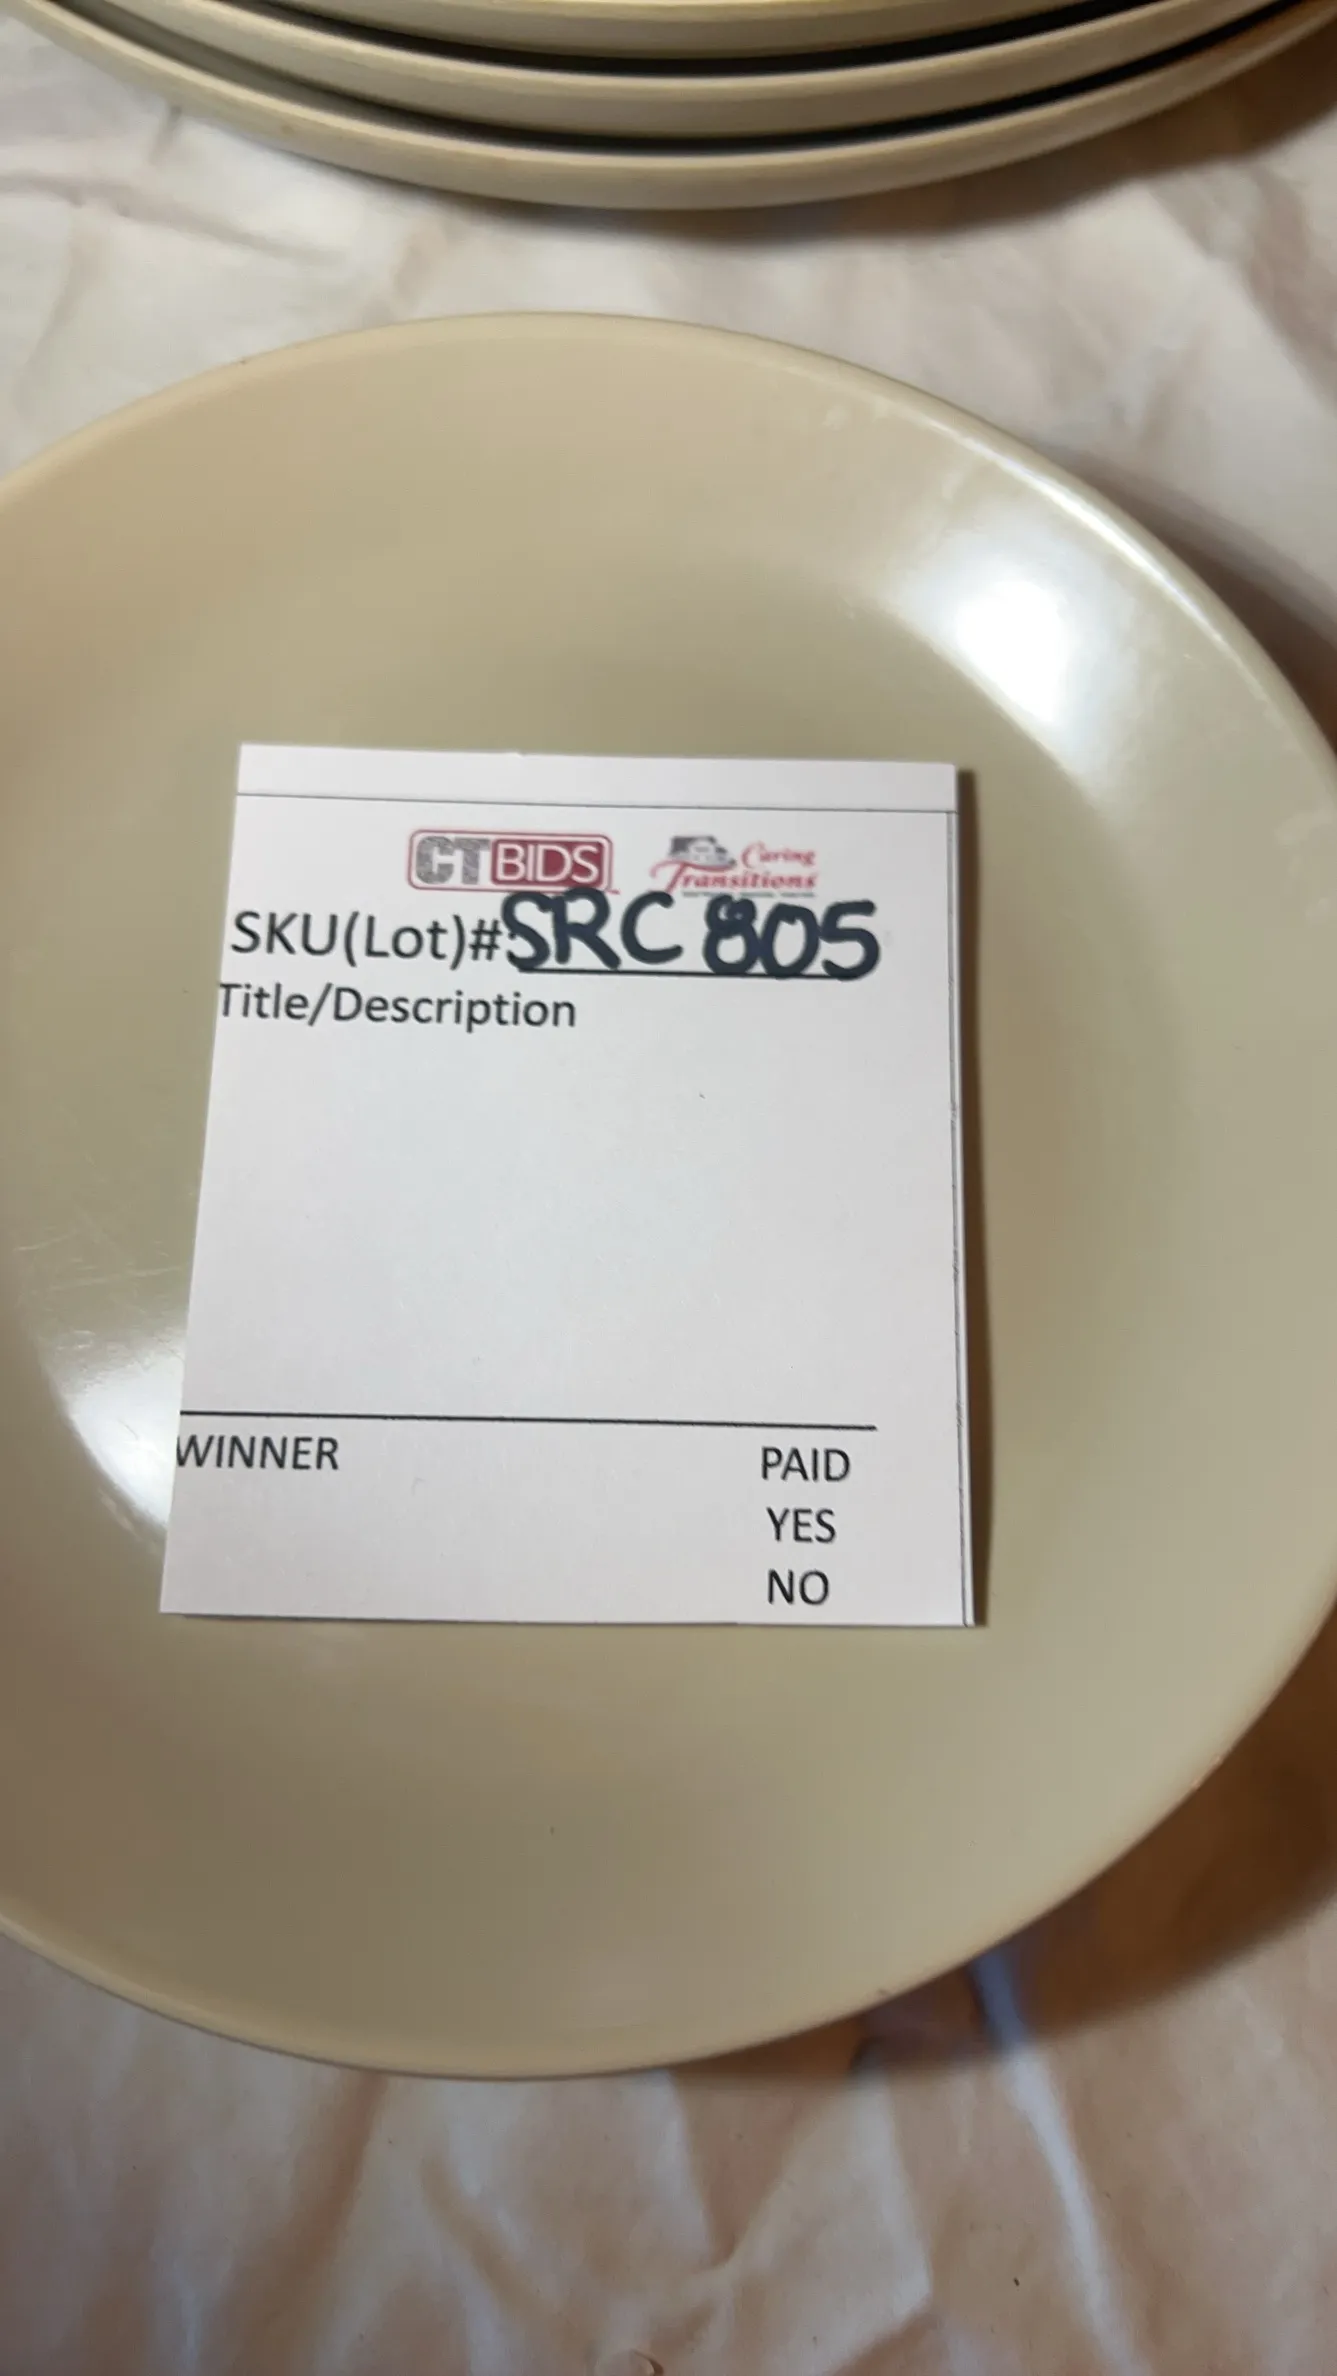 CTBIDS Caring Transitions
SKU(Lot)#SRC 805
Title/Description
WINNER PAID
YES
NO